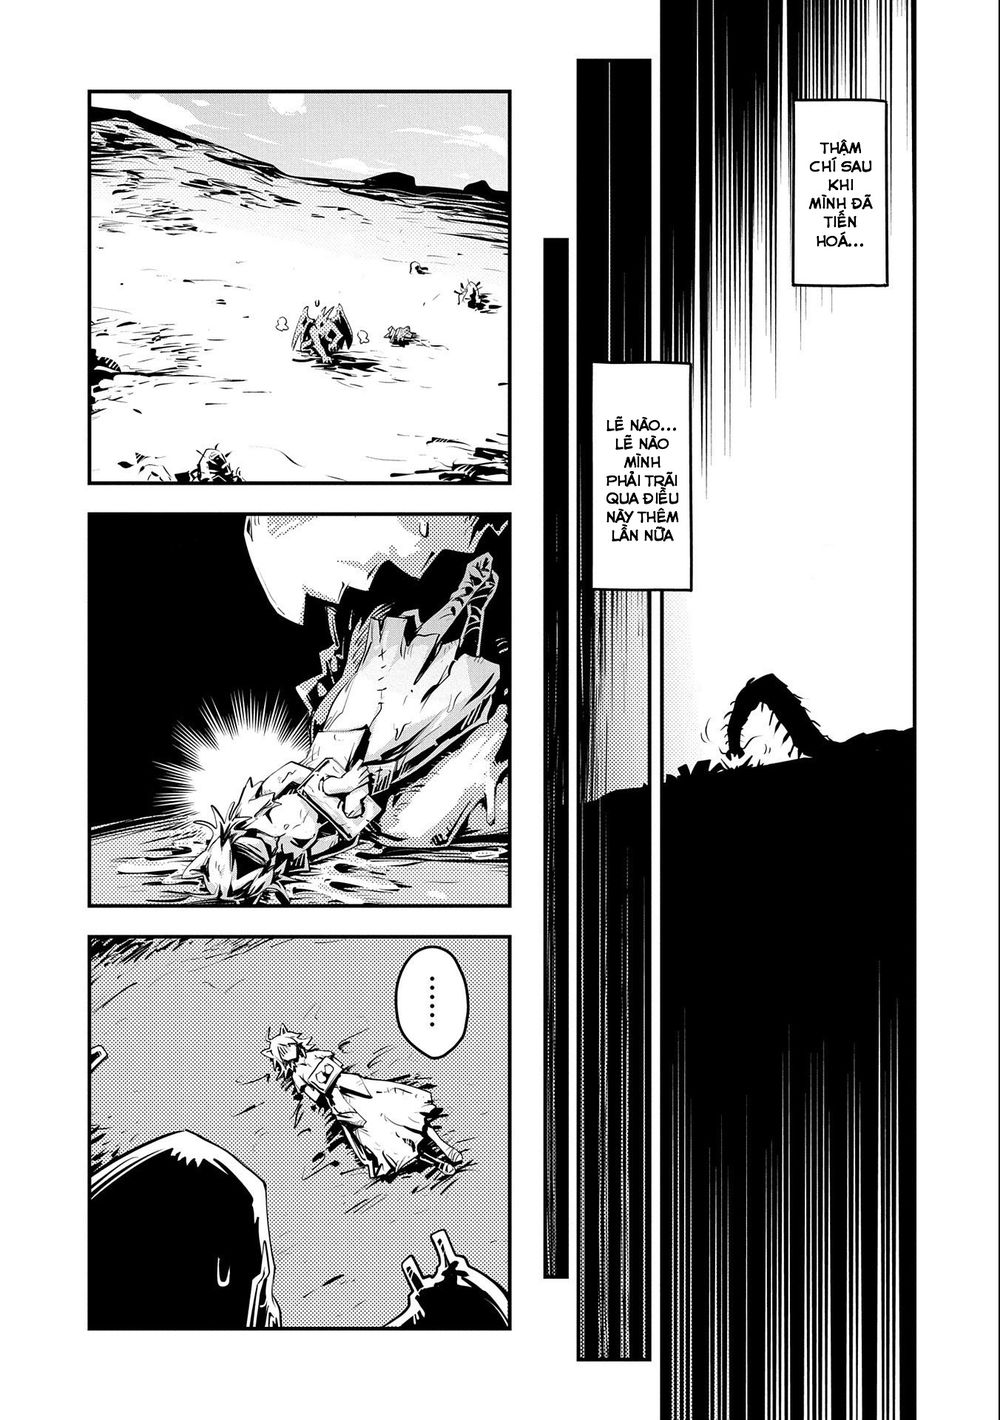 THẬM
CHÍ SAU
KHI
MÌNH ĐÃ
TIẾN
HOÁ...
LẼ NÀO...
LẼ NÀO
MÌNH
PHẢI TRÃI
QUA ĐIỀU
NÀY THÊM
LẦN NỮA
......